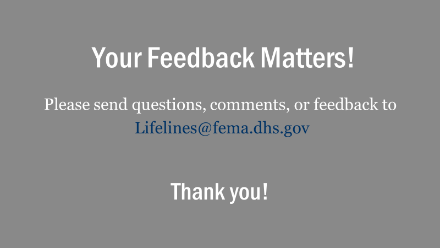 Your Feedback Matters!
Please send questions, comments, or feedback to
Lifelines@fema.dhs.gov
Thank you!